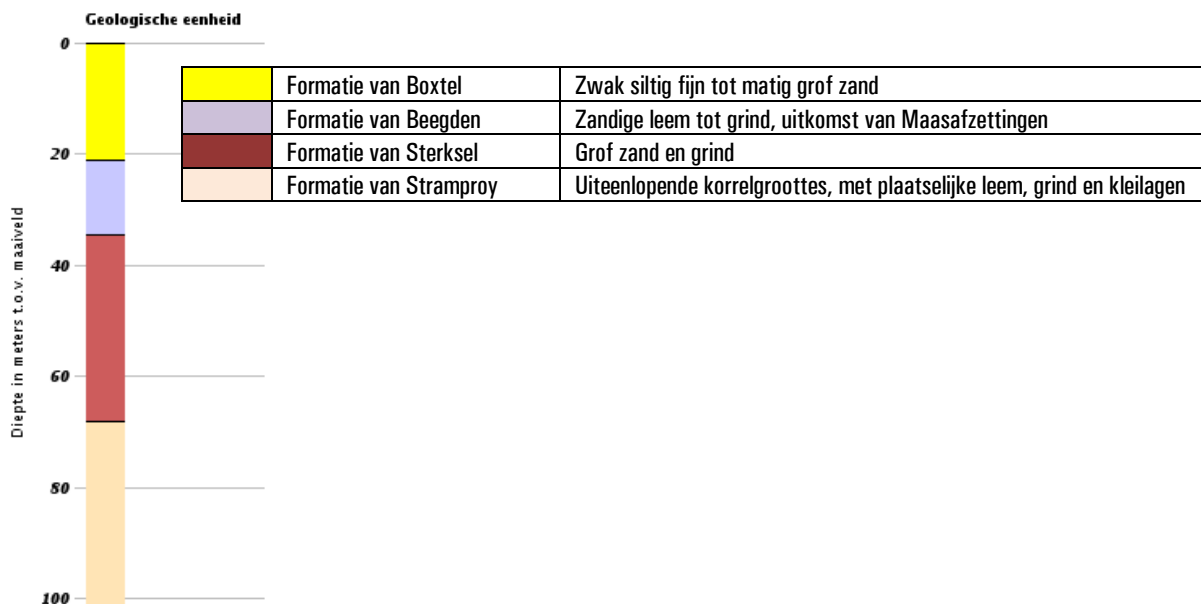 Geologische eenheid
0
Formatie van Boxtel Zwak siltig fijn tot matig grof zand
Formatie van Beegden Zandige leem tot grind, uitkomst van Maasafzettingen
20
Formatie van Sterksel Grof zand en grind
Formatie van Stramproy Uiteenlopende korrelgroottes, met plaatselijke leem, grind en kleilagen
Diepte in meters t.o.v. maaiveld
40
60
80
100